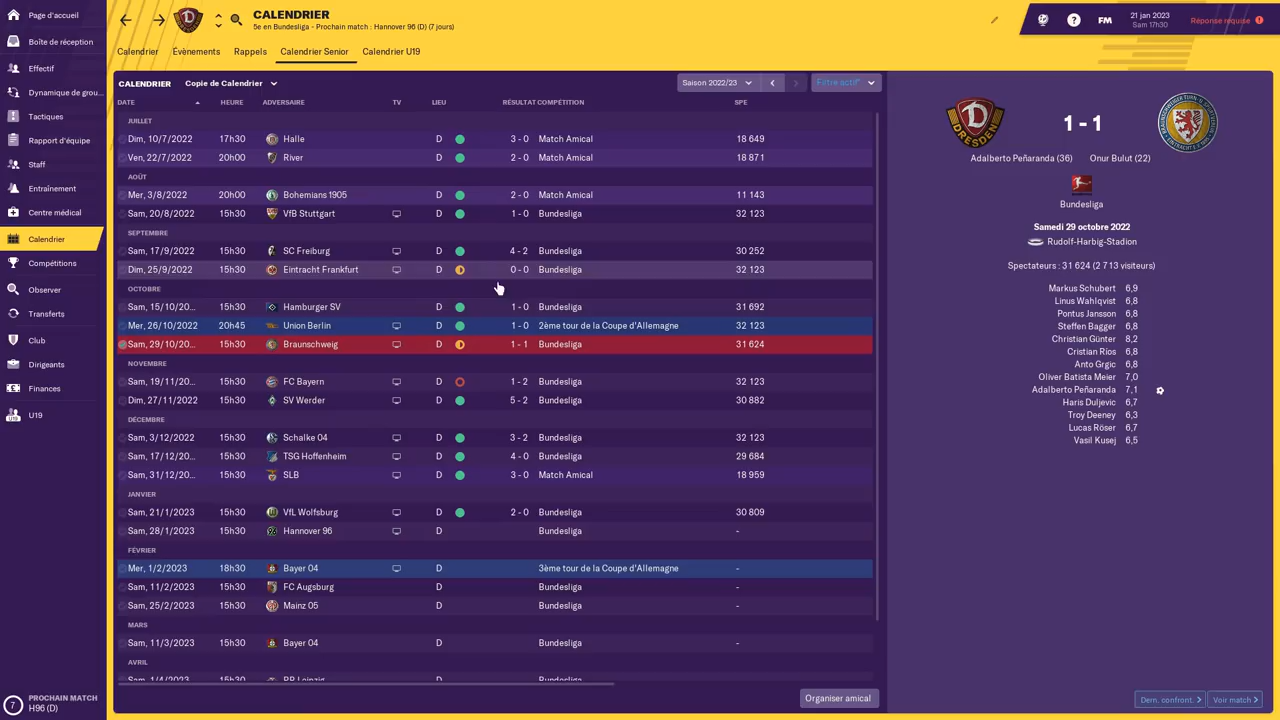 Page d'accueil
Boîte de réception
Effectif
Dynamique de grou...
Tactiques
Rapport d'équipe
Staff
Entraînement
Centre médical
Calendrier
Compétitions
Observer
Transferts
Club
Dirigeants
Finances
U19
7 PROCHAIN MATCH
H96 (D)
CALENDRIER
5e en Bundesliga - Prochain match : Hannover 96 (D) (7 jours)
FM
21 jan 2023
Sam 17h30
Réponse requise
Calendrier Évènements Rappels Calendrier Senior Calendrier U19
CALENDRIER Copie de Calendrier Saison 2022/23 Filtre actif*
DATE HEURE ADVERSAIRE TV LIEU RÉSULTAT COMPÉTITION SPE
JUILLET
Dim, 10/7/2022 17h30 Halle D 3 - 0 Match Amical 18 649
Ven, 22/7/2022 20h00 River D 2 - 0 Match Amical 18 871
AOÛT
Mer, 3/8/2022 20h00 Bohemians 1905 D 2 - 0 Match Amical 11 143
Sam, 20/8/2022 15h30 VfB Stuttgart D 1 - 0 Bundesliga 32 123
SEPTEMBRE
Sam, 17/9/2022 15h30 SC Freiburg D 4 - 2 Bundesliga 30 252
Dim, 25/9/2022 15h30 Eintracht Frankfurt D 0 - 0 Bundesliga 32 123
OCTOBRE
Sam, 15/10/20... 15h30 Hamburger SV D 1 - 0 Bundesliga 31 692
Mer, 26/10/2022 20h45 Union Berlin D 1 - 0 2ème tour de la Coupe d'Allemagne 32 123
Sam, 29/10/20... 15h30 Braunschweig D 1 - 1 Bundesliga 31 624
NOVEMBRE
Sam, 19/11/20... 15h30 FC Bayern D 1 - 2 Bundesliga 32 123
Dim, 27/11/2022 15h30 SV Werder D 5 - 2 Bundesliga 30 882
DÉCEMBRE
Sam, 3/12/2022 15h30 Schalke 04 D 3 - 2 Bundesliga 32 123
Sam, 17/12/20... 15h30 TSG Hoffenheim D 4 - 0 Bundesliga 29 684
Sam, 31/12/20... 15h30 SLB D 3 - 0 Match Amical 18 959
JANVIER
Sam, 21/1/2023 15h30 VfL Wolfsburg D 2 - 0 Bundesliga 30 809
Sam, 28/1/2023 15h30 Hannover 96 D Bundesliga -
FÉVRIER
Mer, 1/2/2023 18h30 Bayer 04 D 3ème tour de la Coupe d'Allemagne -
Sam, 11/2/2023 15h30 FC Augsburg D Bundesliga -
Sam, 25/2/2023 15h30 Mainz 05 D Bundesliga -
MARS
Sam, 11/3/2023 15h30 Bayer 04 D Bundesliga -
AVRIL
Sam, 1/4/2023 15h30 RB Leipzig D Bundesliga -
Organiser amical
DRESDEN
1 - 1
Adalberto Peñaranda (36) Onur Bulut (22)
Bundesliga
Samedi 29 octobre 2022
Rudolf-Harbig-Stadion
Spectateurs : 31 624 (2 713 visiteurs)
Markus Schubert 6,9
Linus Wahlqvist 6,8
Pontus Jansson 6,8
Steffen Bagger 6,8
Christian Günter 8,2
Cristian Ríos 6,8
Anto Grgic 6,8
Oliver Batista Meier 7,0
Adalberto Peñaranda 7,1
Haris Duljevic 6,7
Troy Deeney 6,3
Lucas Röser 6,7
Vasil Kusej 6,5
Dern. confront. Voir match